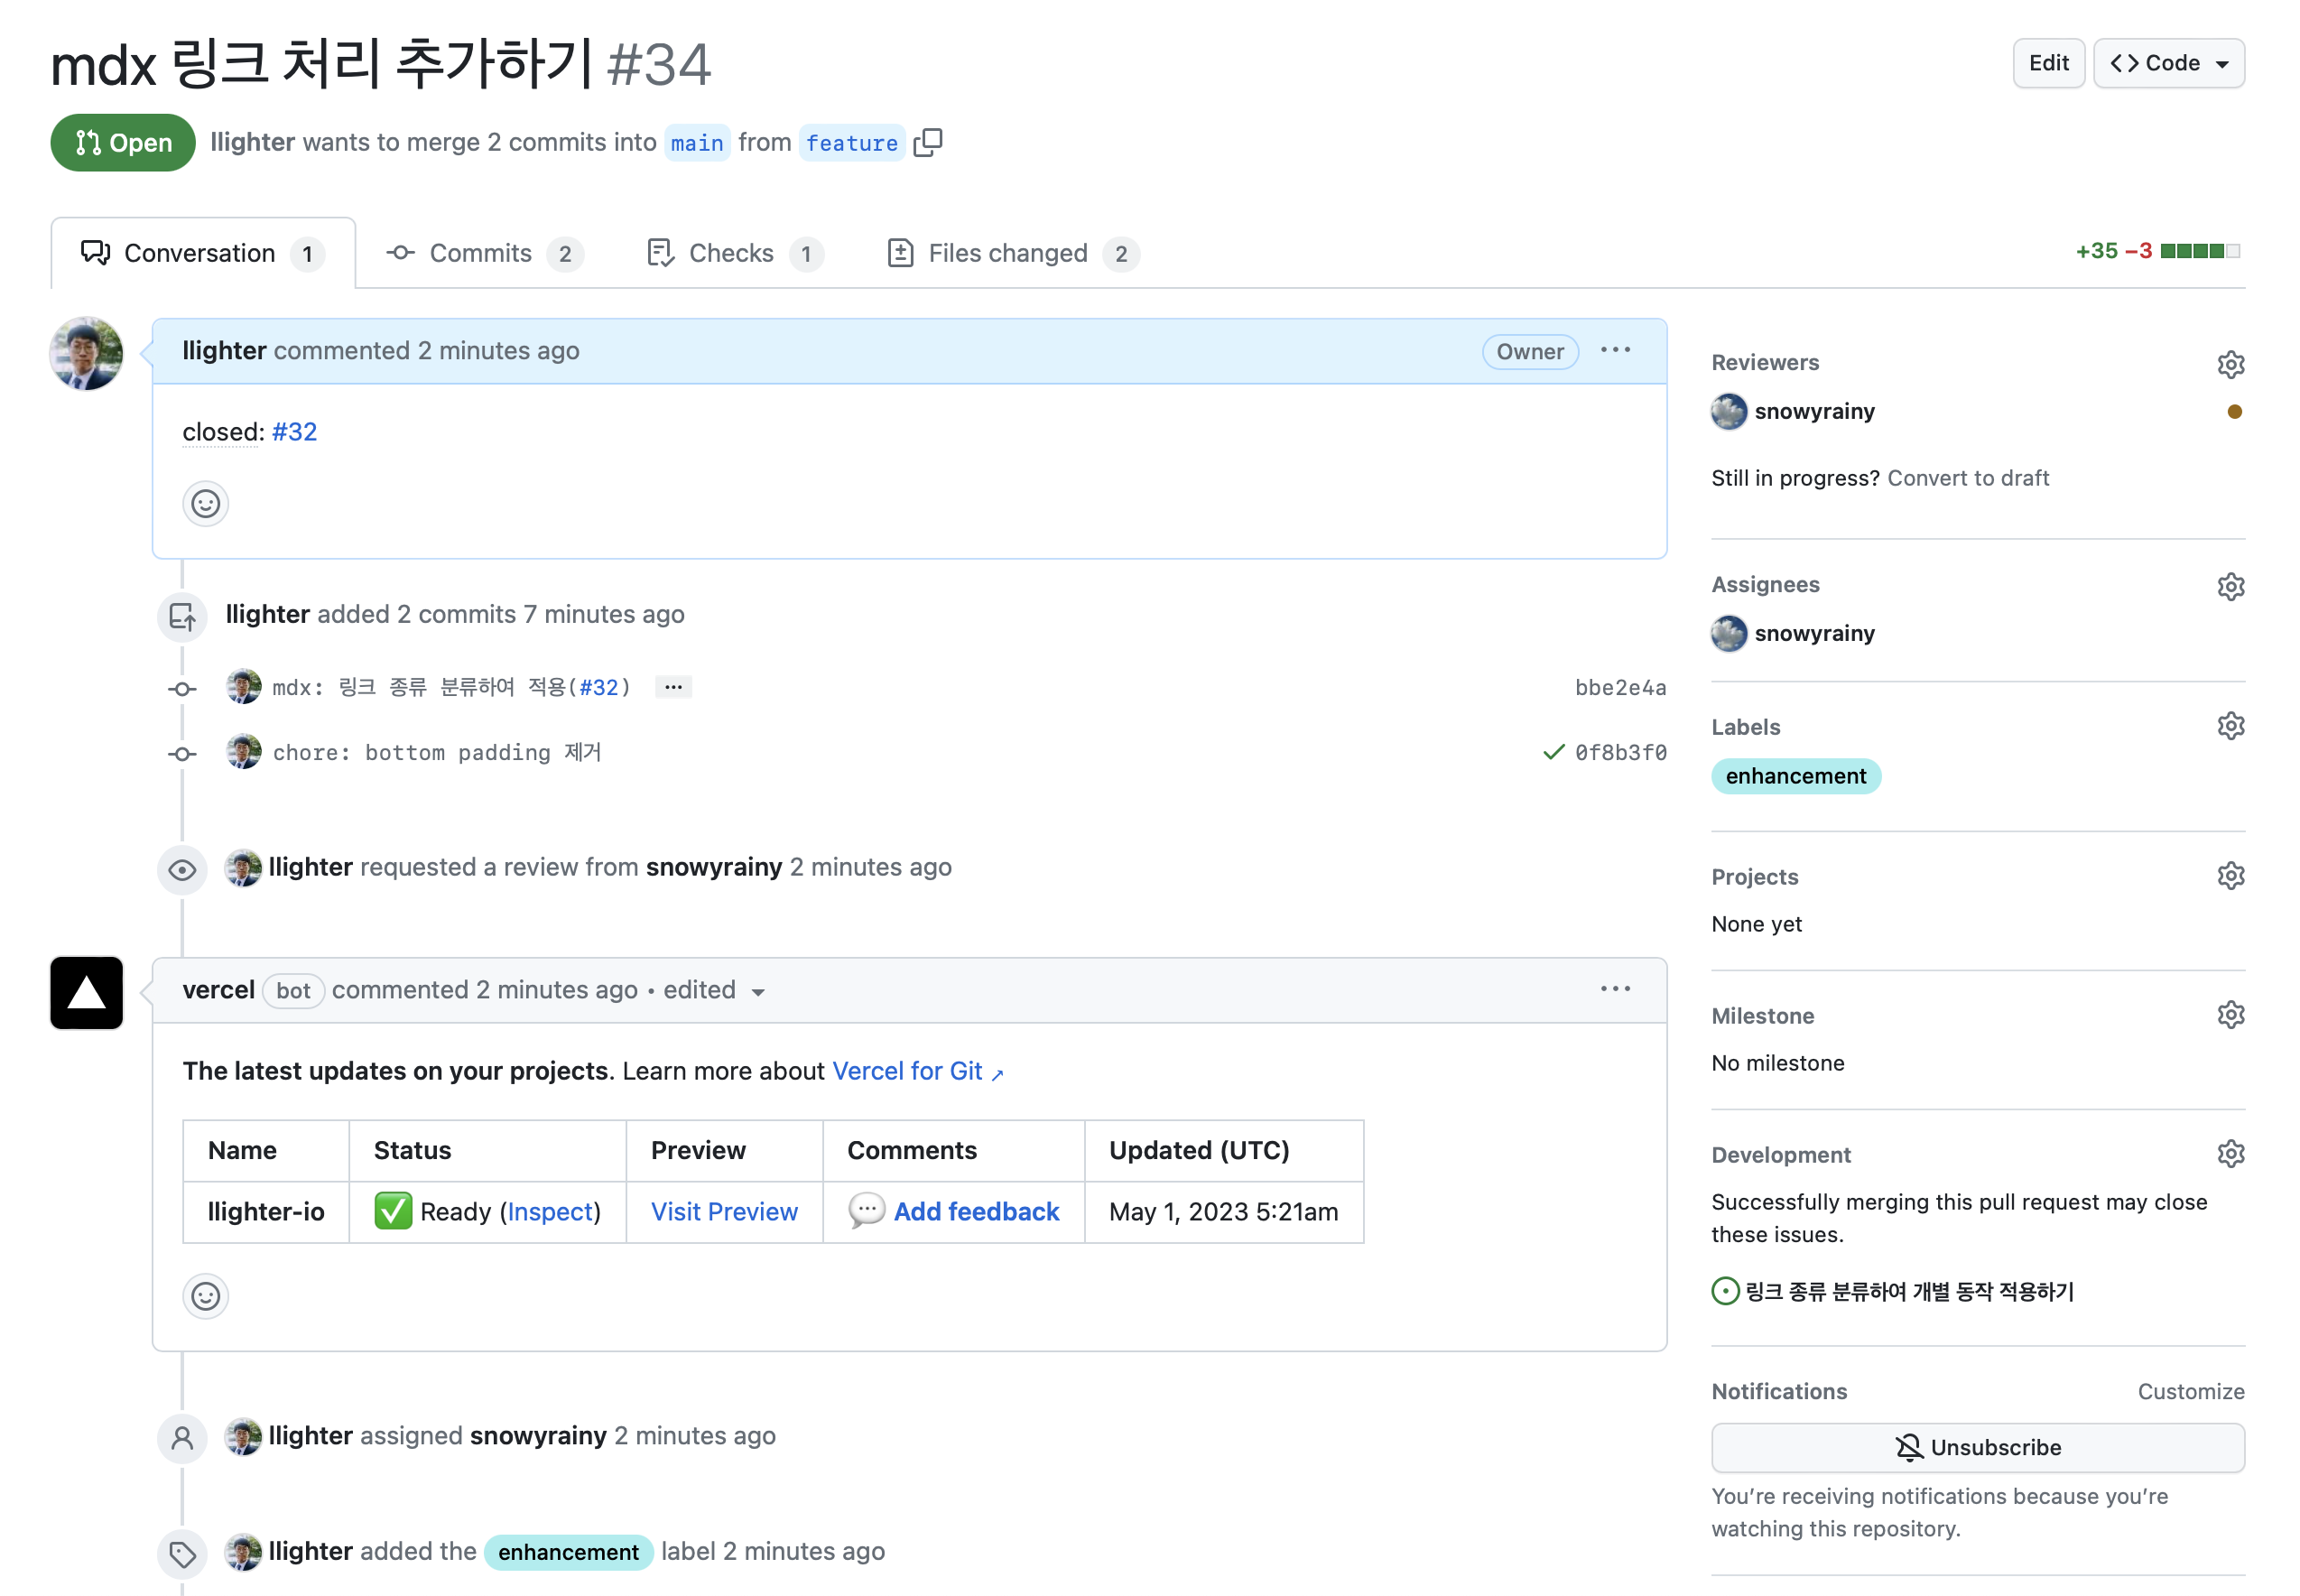 mdx 링크 처리 추가하기 #34
Edit
Code
Open
llighter wants to merge 2 commits into main from feature
Conversation 1
Commits 2
Checks 1
Files changed 2
+35 −3
llighter commented 2 minutes ago
Owner
closed: #32
llighter added 2 commits 7 minutes ago
mdx: 링크 종류 분류하여 적용(#32) ...
bbe2e4a
chore: bottom padding 제거
0f8b3f0
llighter requested a review from snowyrainy 2 minutes ago
vercel bot commented 2 minutes ago • edited
The latest updates on your projects. Learn more about Vercel for Git ↗
Name Status Preview Comments Updated (UTC)
llighter-io ✅ Ready (Inspect) Visit Preview 💬 Add feedback May 1, 2023 5:21am
llighter assigned snowyrainy 2 minutes ago
llighter added the enhancement label 2 minutes ago
Reviewers
snowyrainy
Still in progress? Convert to draft
Assignees
snowyrainy
Labels
enhancement
Projects
None yet
Milestone
No milestone
Development
Successfully merging this pull request may close
these issues.
링크 종류 분류하여 개별 동작 적용하기
Notifications
Customize
Unsubscribe
You’re receiving notifications because you’re
watching this repository.